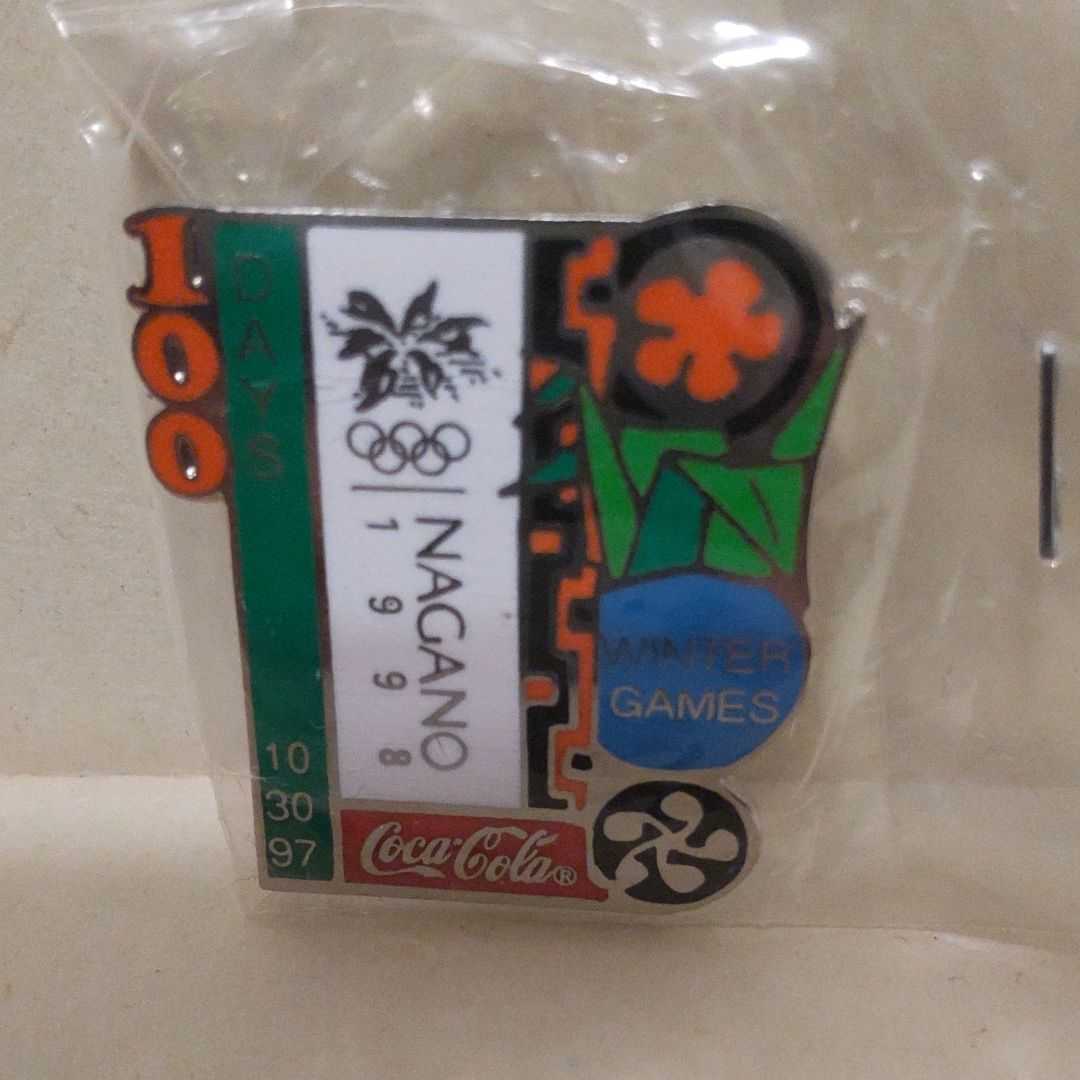 100
DAYS
NAGANO
1998
WINTER
GAMES
10
30
97
Coca-Cola®